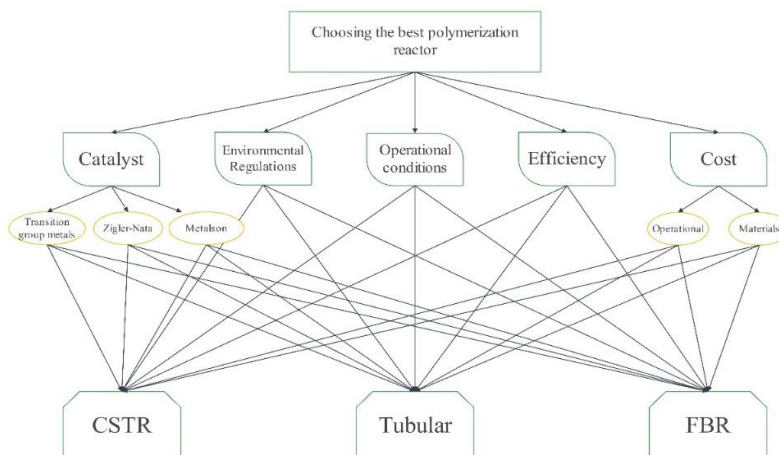 Choosing the best polymerization
reactor
Catalyst
Environmental
Regulations
Operational
conditions
Efficiency
Cost
Transition
group metals
Zigler-Nata
Metalson
Operational
Materials
CSTR
Tubular
FBR